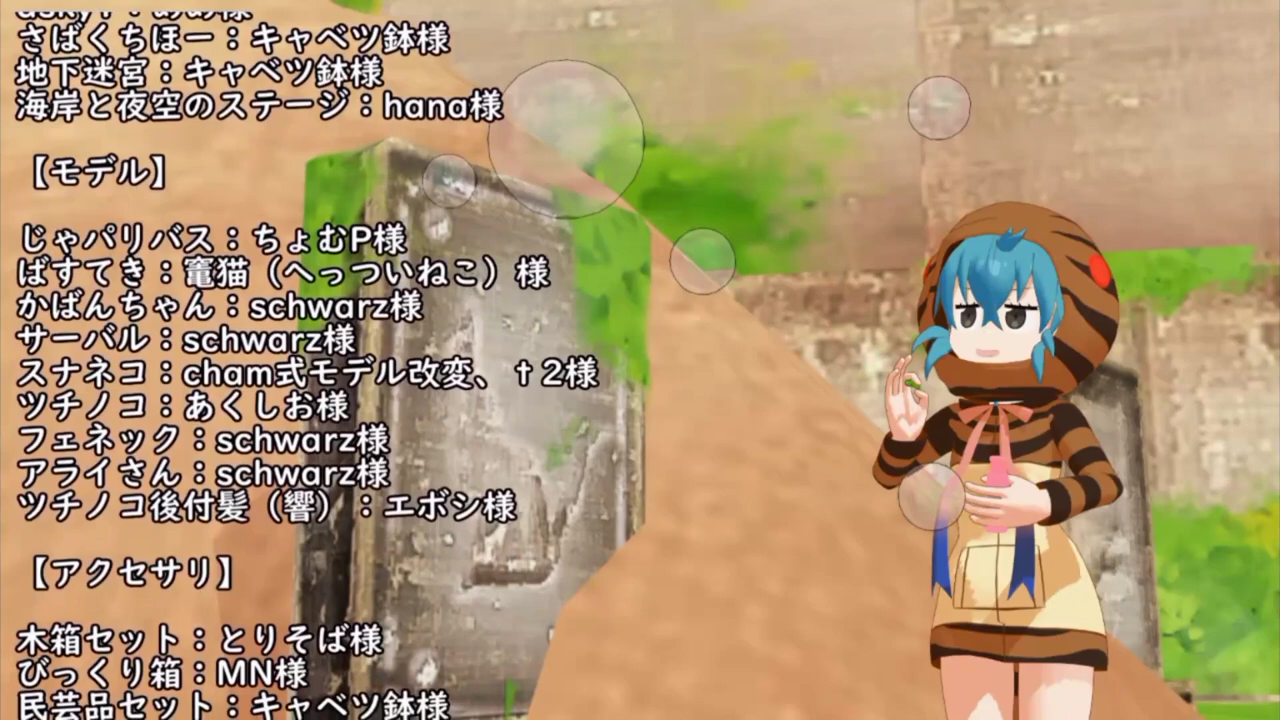 さばくちほー：キャベツ鉢様
地下迷宮：キャベツ鉢様
海岸と夜空のステージ：hana様
【モデル】
じゃパリバス：ちょむP様
ばすてき：竃猫（へっついねこ）様
かばんちゃん：schwarz様
サーバル：schwarz様
スナネコ：cham式モデル改変、†2様
ツチノコ：あくしお様
フェネック：schwarz様
アライさん：schwarz様
ツチノコ後付髪（響）：エボシ様
【アクセサリ】
木箱セット：とりそば様
びっくり箱：MN様
民芸品セット：キャベツ鉢様